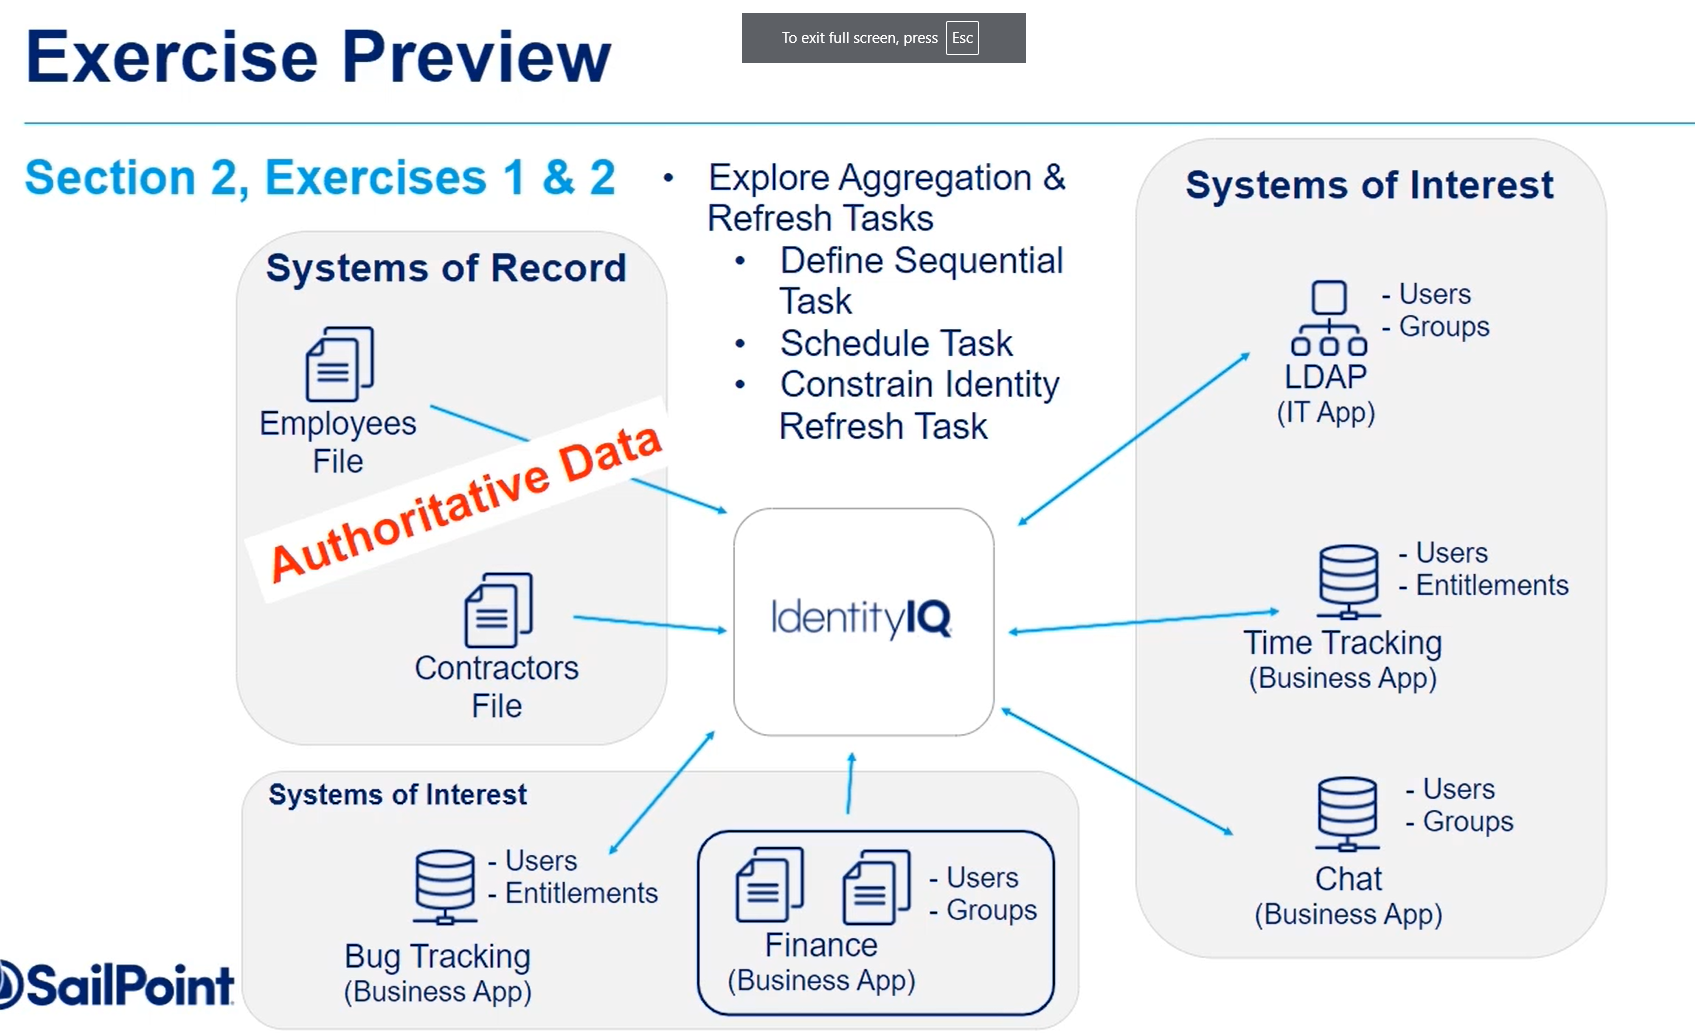 Exercise Preview
To exit full screen, press Esc
Section 2, Exercises 1 & 2
• Explore Aggregation &
Refresh Tasks
• Define Sequential
Task
• Schedule Task
• Constrain Identity
Refresh Task
Systems of Record
Employees
File
Authoritative Data
Contractors
File
IdentityIQ
Systems of Interest
- Users
- Groups
LDAP
(IT App)
- Users
- Entitlements
Time Tracking
(Business App)
- Users
- Groups
Chat
(Business App)
Systems of Interest
- Users
- Entitlements
Bug Tracking
(Business App)
- Users
- Groups
Finance
(Business App)
SailPoint